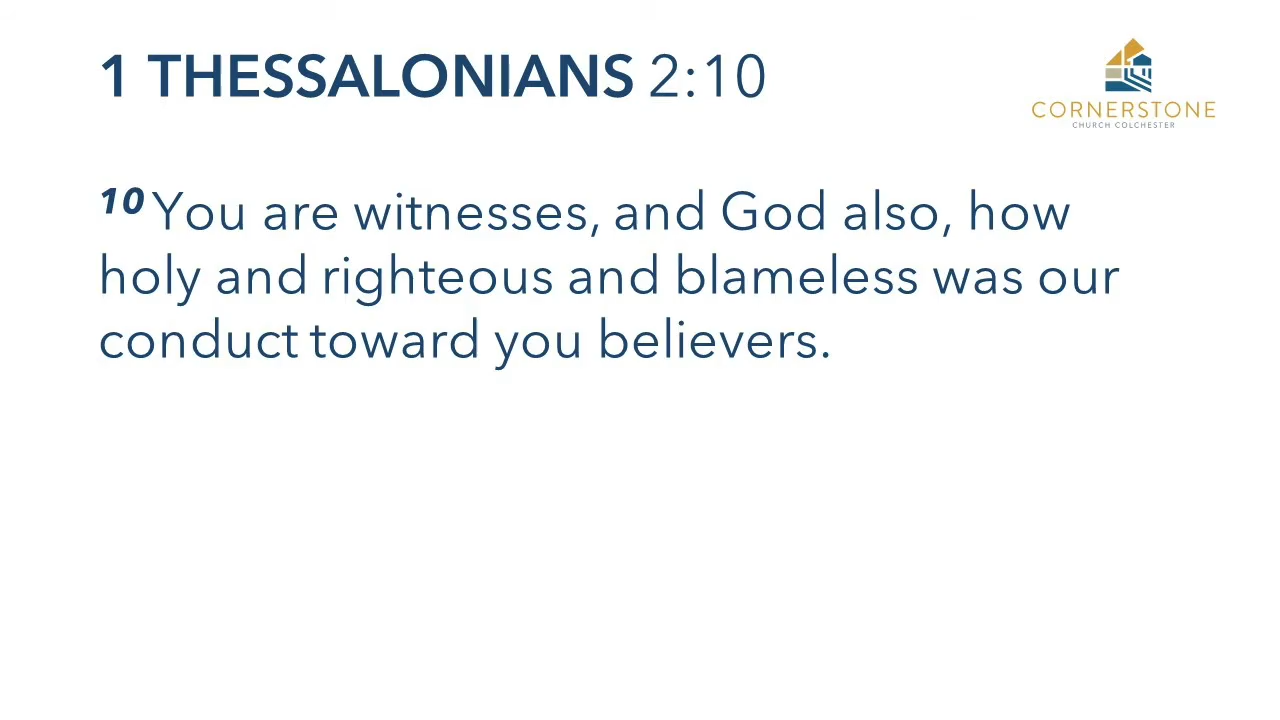 1 THESSALONIANS 2:10
CORNERSTONE
CHURCH COLCHESTER
10 You are witnesses, and God also, how
holy and righteous and blameless was our
conduct toward you believers.